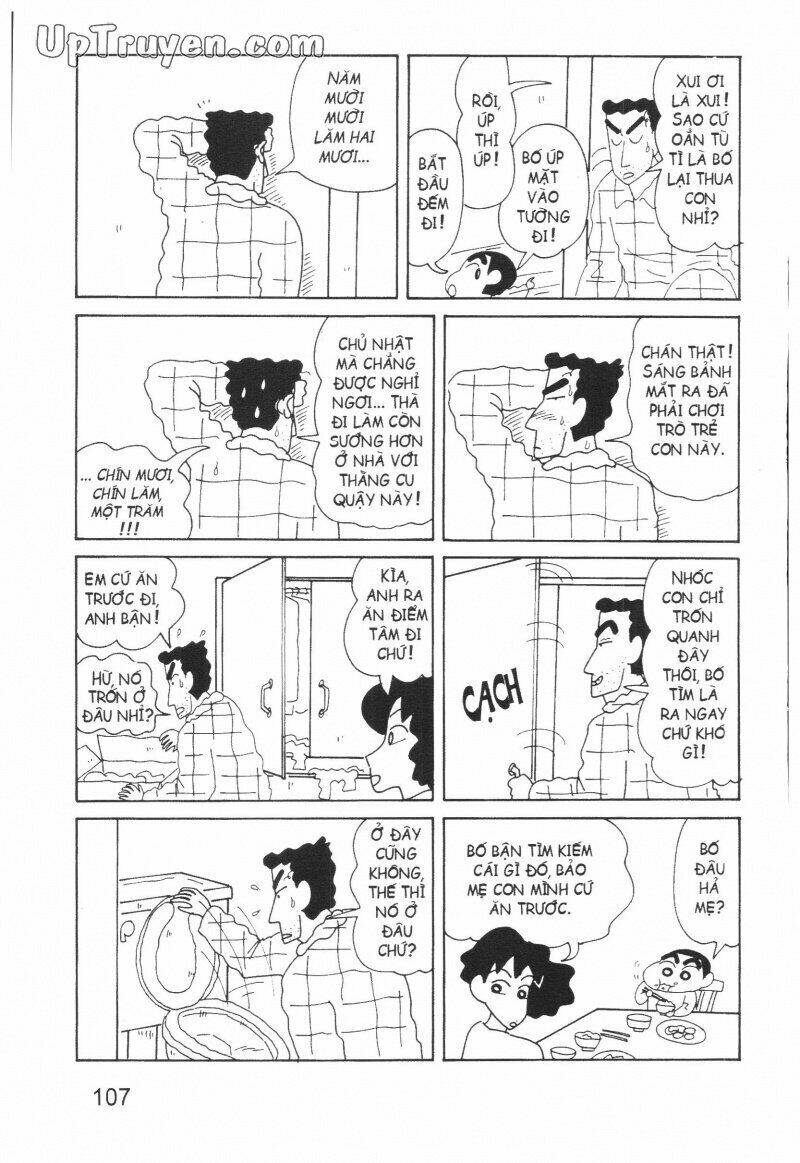 UpTruyen.com
XUI ƠI
LÀ XUI!
SAO CỨ
OẲN TÙ
TÌ LÀ BỐ
LẠI THUA
CON
NHỈ?
RỒI,
ÚP
THÌ
ÚP!
BỐ ÚP
MẶT
VÀO
TƯỜNG
ĐI!
BẮT
ĐẦU
ĐẾM
ĐI!
NĂM
MƯỜI
MƯỜI
LĂM HAI
MƯƠI...
CHÁN THẬT!
SÁNG BẢNH
MẮT RA ĐÃ
PHẢI CHƠI
TRÒ TRẺ
CON NÀY.
CHỦ NHẬT
MÀ CHẲNG
ĐƯỢC NGHỈ
NGƠI... THÀ
ĐI LÀM CÒN
SƯỚNG HƠN
Ở NHÀ VỚI
THẰNG CU
QUẬY NÀY!
... CHÍN MƯƠI,
CHÍN LĂM,
MỘT TRĂM
!!!
NHÓC
CON CHỈ
TRỐN
QUANH
ĐÂY
THÔI, BỐ
TÌM LÀ
RA NGAY
CHỨ KHÓ
GÌ!
CẠCH
KÌA,
ANH RA
ĂN ĐIỂM
TÂM ĐI
CHỨ!
EM CỨ ĂN
TRƯỚC ĐI,
ANH BẬN!
HỪ, NÓ
TRỐN Ở
ĐÂU NHỈ?
BỐ
ĐÂU
HẢ
MẸ?
BỐ BẬN TÌM KIẾM
CÁI GÌ ĐÓ, BẢO
MẸ CON MÌNH CỨ
ĂN TRƯỚC.
Ở ĐÂY
CŨNG
KHÔNG,
THẾ THÌ
NÓ Ở
ĐÂU
CHỨ?
107